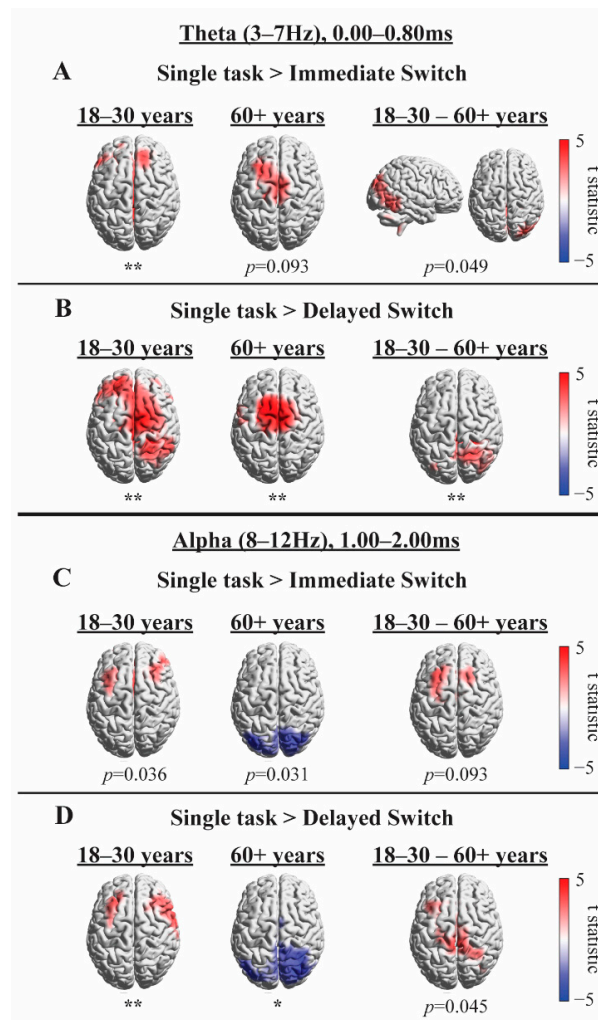 Theta (3–7Hz), 0.00–0.80ms
A Single task > Immediate Switch
18–30 years 60+ years 18–30 – 60+ years
5
t statistic
−5
** p=0.093 p=0.049
B Single task > Delayed Switch
18–30 years 60+ years 18–30 – 60+ years
5
t statistic
−5
** ** **
Alpha (8–12Hz), 1.00–2.00ms
C Single task > Immediate Switch
18–30 years 60+ years 18–30 – 60+ years
5
t statistic
−5
p=0.036 p=0.031 p=0.093
D Single task > Delayed Switch
18–30 years 60+ years 18–30 – 60+ years
5
t statistic
−5
** * p=0.045